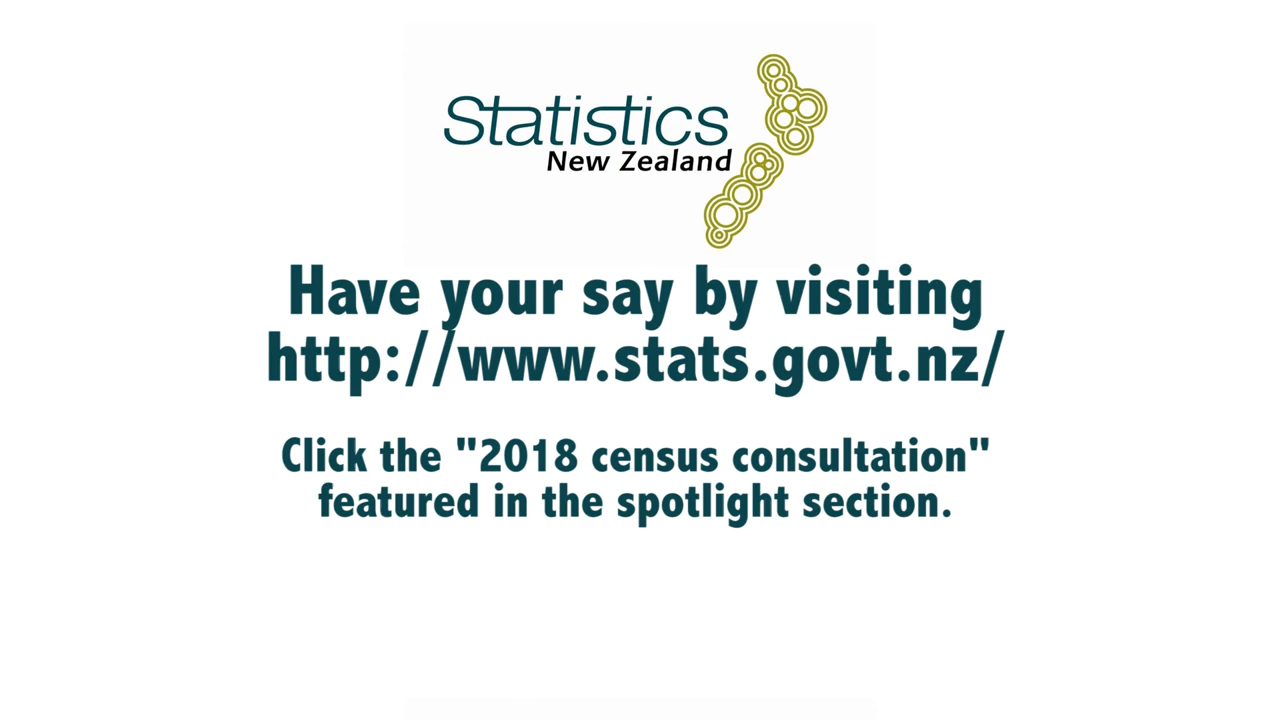 Statistics
New Zealand
Have your say by visiting
http://www.stats.govt.nz/
Click the "2018 census consultation"
featured in the spotlight section.